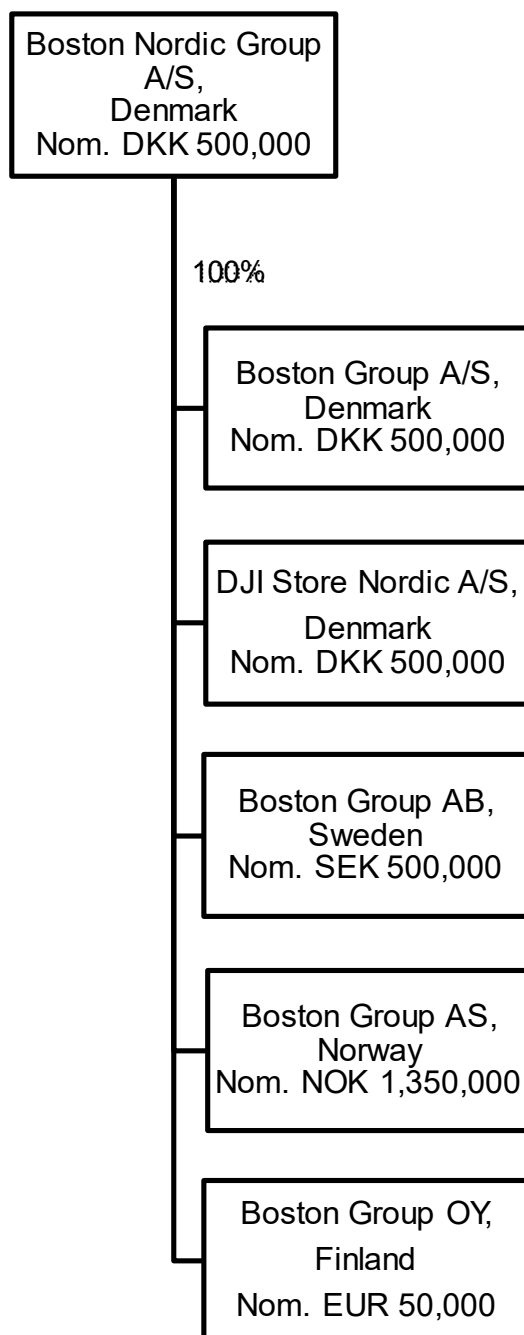 Boston Nordic Group
A/S,
Denmark
Nom. DKK 500,000
100%
Boston Group A/S,
Denmark
Nom. DKK 500,000
DJI Store Nordic A/S,
Denmark
Nom. DKK 500,000
Boston Group AB,
Sweden
Nom. SEK 500,000
Boston Group AS,
Norway
Nom. NOK 1,350,000
Boston Group OY,
Finland
Nom. EUR 50,000